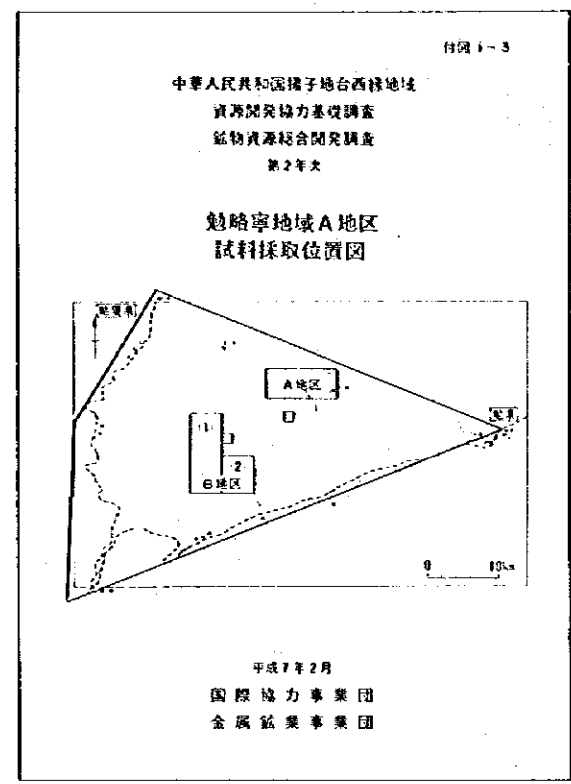 付図1-3
中華人民共和国揚子地台西縁地域
資源開発協力基礎調査
鉱物資源総合開発調査
第2年次
勉略寧地域A地区
試料採取位置図
A地区
2
B地区
0 10km
平成7年2月
国際協力事業団
金属鉱業事業団